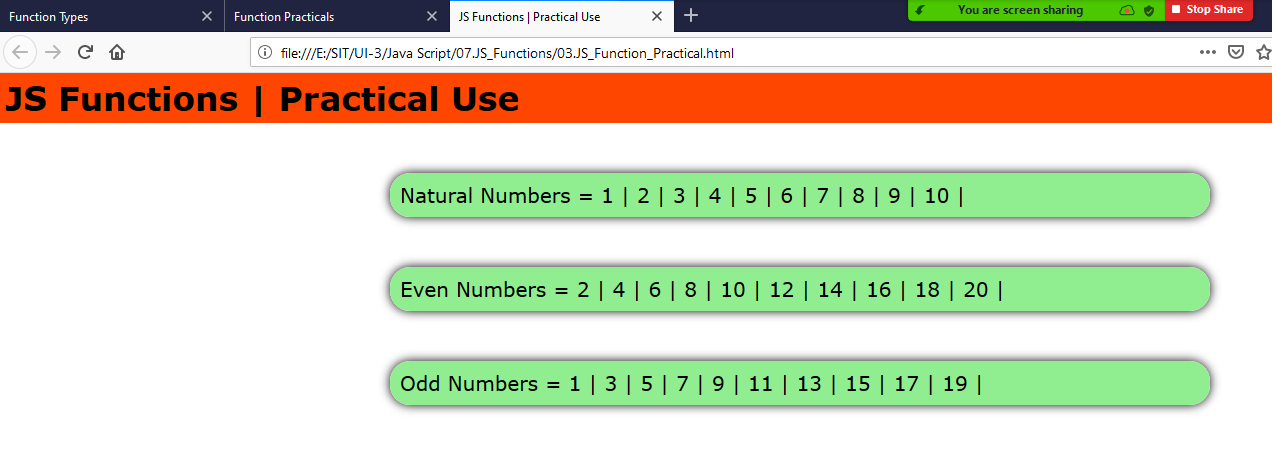 Function Types
Function Practicals
JS Functions | Practical Use
You are screen sharing
Stop Share
file:///E:/SIT/UI-3/Java Script/07.JS_Functions/03.JS_Function_Practical.html
JS Functions | Practical Use
Natural Numbers = 1 | 2 | 3 | 4 | 5 | 6 | 7 | 8 | 9 | 10 |
Even Numbers = 2 | 4 | 6 | 8 | 10 | 12 | 14 | 16 | 18 | 20 |
Odd Numbers = 1 | 3 | 5 | 7 | 9 | 11 | 13 | 15 | 17 | 19 |